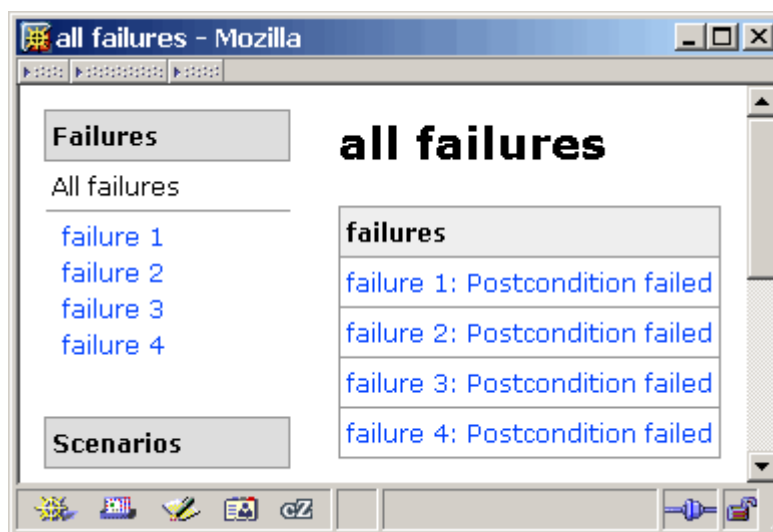 all failures - Mozilla
Failures
All failures
failure 1
failure 2
failure 3
failure 4
Scenarios
all failures
failures
failure 1: Postcondition failed
failure 2: Postcondition failed
failure 3: Postcondition failed
failure 4: Postcondition failed
cZ